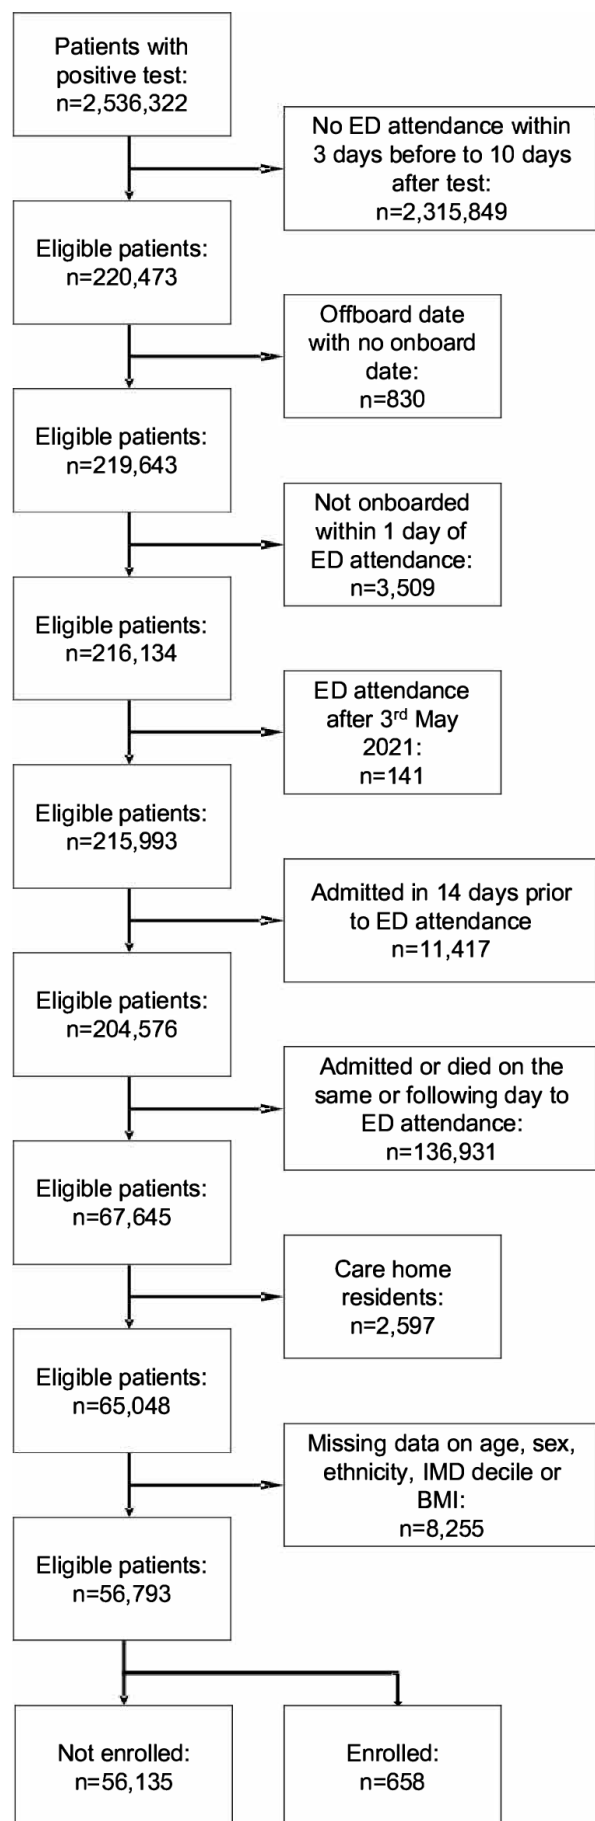 Patients with
positive test:
n=2,536,322
No ED attendance within
3 days before to 10 days
after test:
n=2,315,849
Eligible patients:
n=220,473
Offboard date
with no onboard
date:
n=830
Eligible patients:
n=219,643
Not onboarded
within 1 day of
ED attendance:
n=3,509
Eligible patients:
n=216,134
ED attendance
after 3rd May
2021:
n=141
Eligible patients:
n=215,993
Admitted in 14 days prior
to ED attendance
n=11,417
Eligible patients:
n=204,576
Admitted or died on the
same or following day to
ED attendance:
n=136,931
Eligible patients:
n=67,645
Care home
residents:
n=2,597
Eligible patients:
n=65,048
Missing data on age, sex,
ethnicity, IMD decile or
BMI:
n=8,255
Eligible patients:
n=56,793
Not enrolled:
n=56,135
Enrolled:
n=658